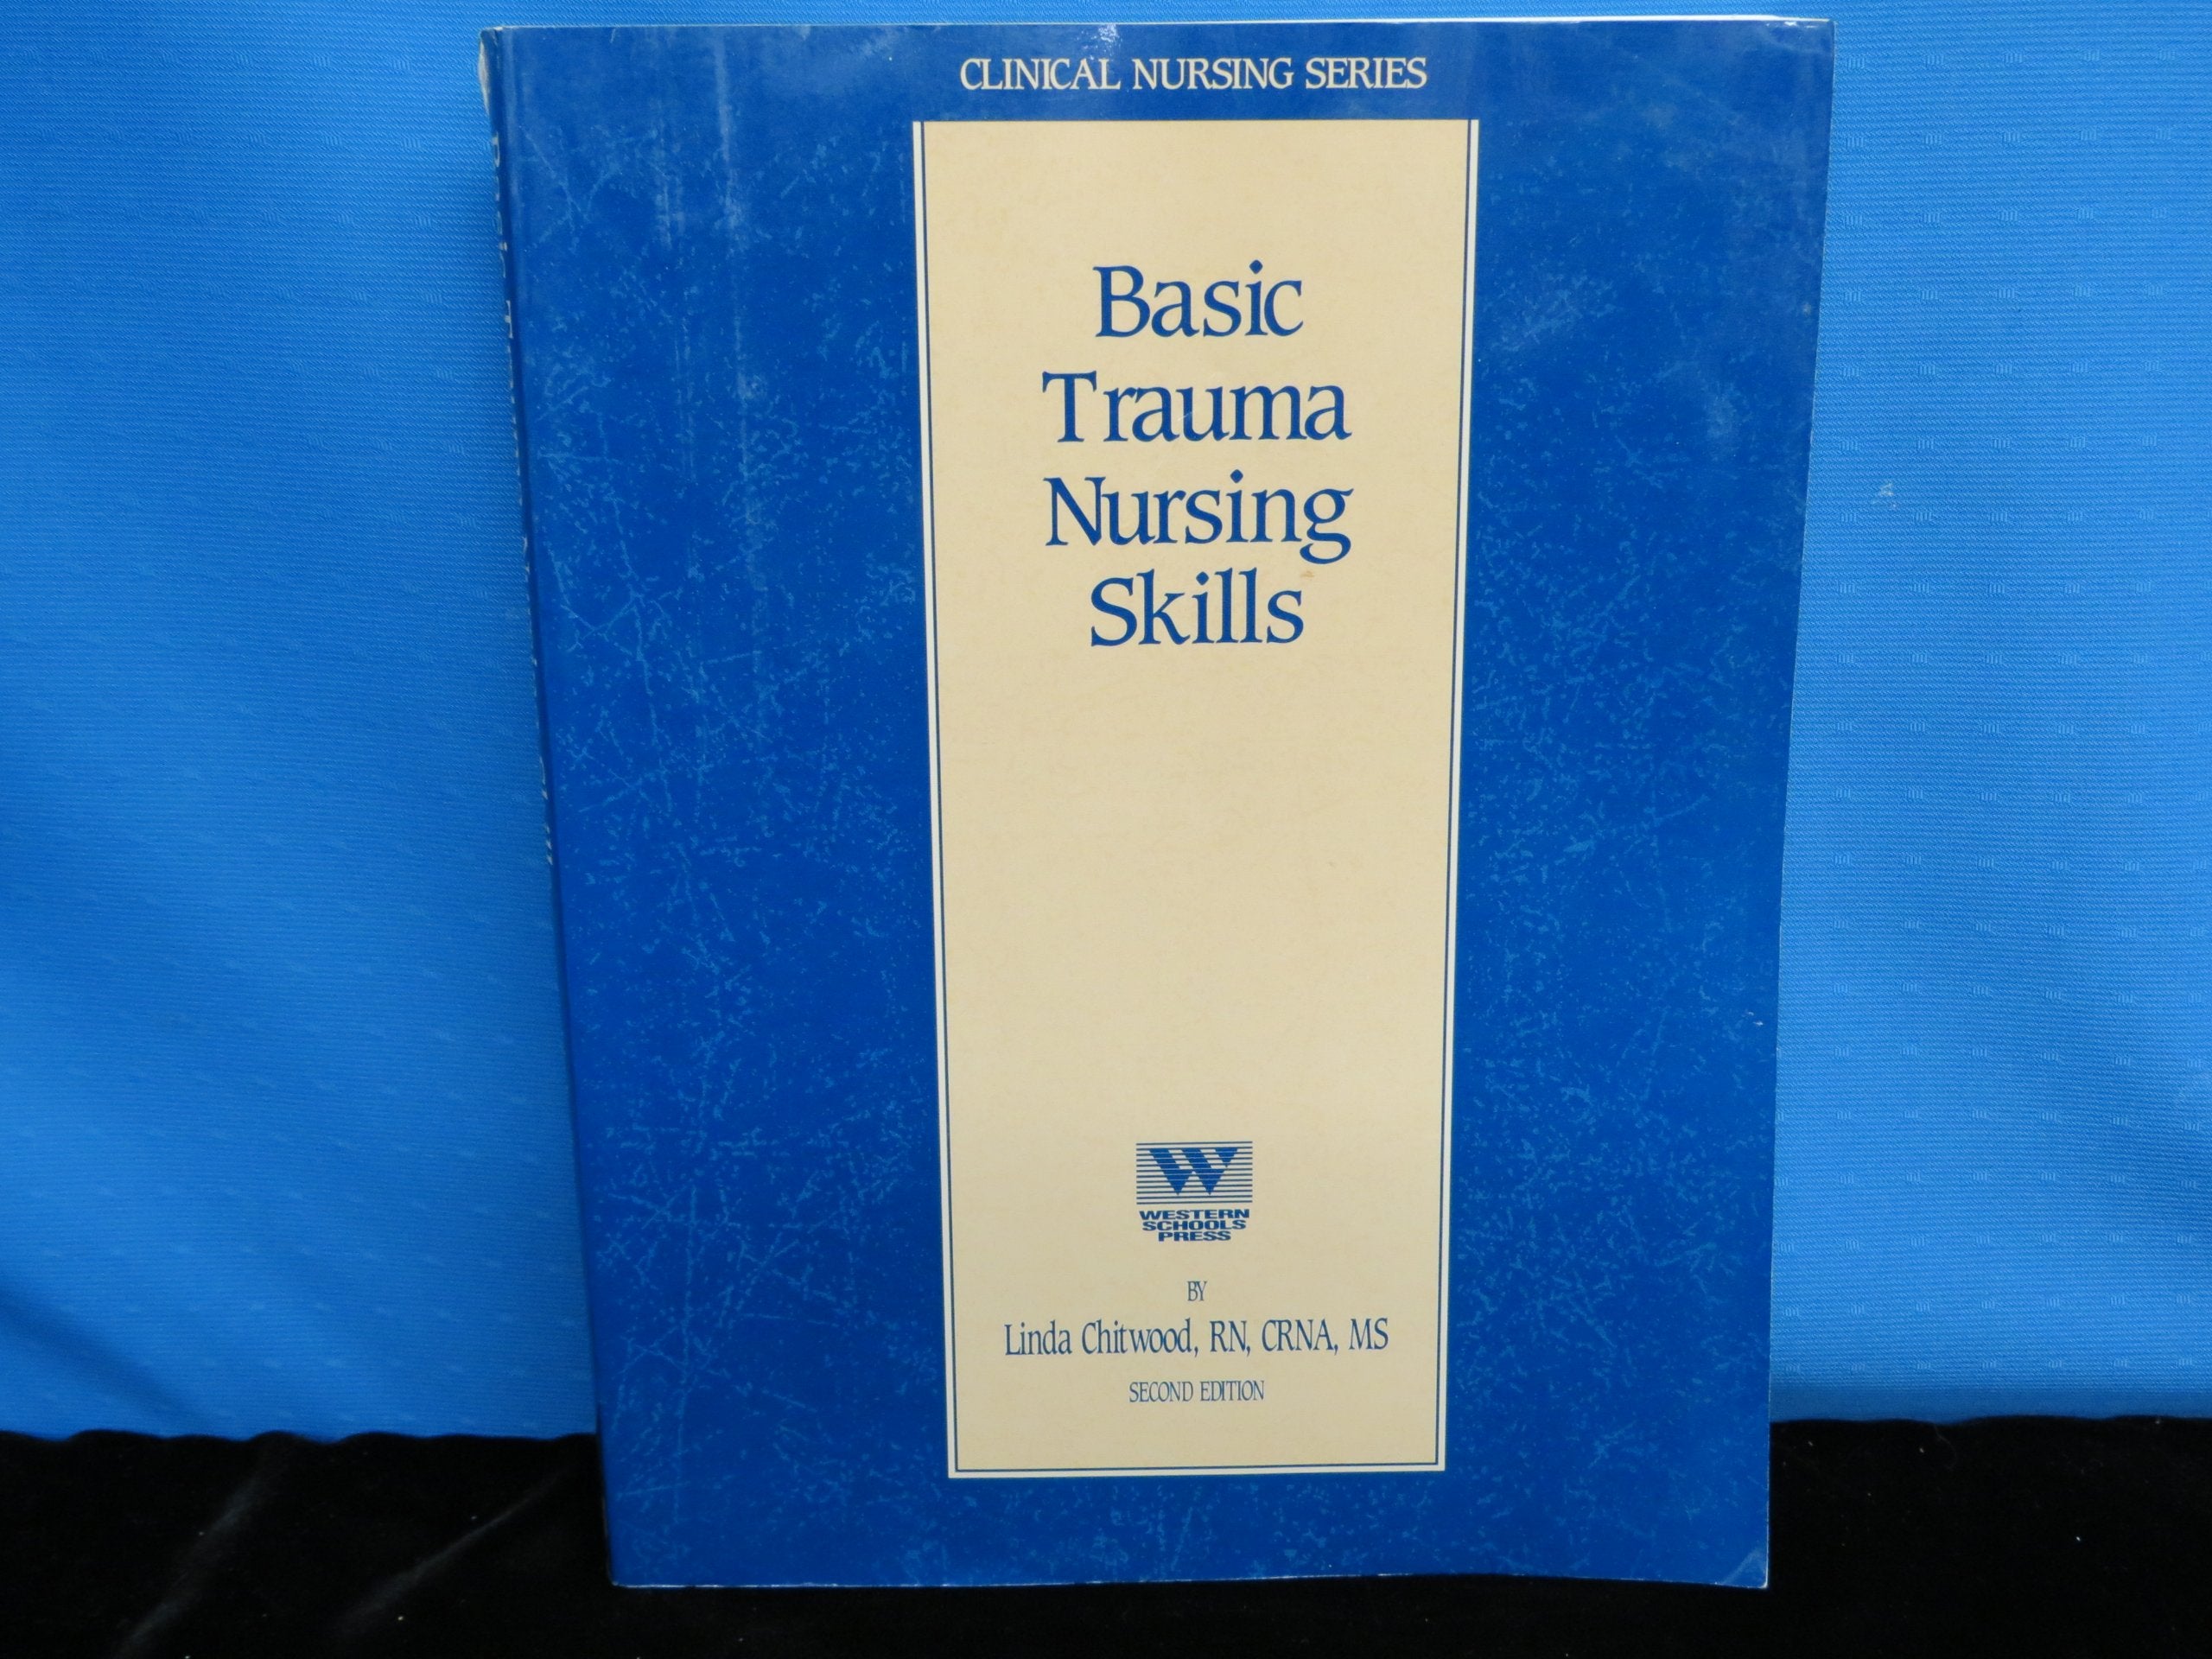 CLINICAL NURSING SERIES
Basic
Trauma
Nursing
Skills
W
WESTERN
SCHOOLS
PRESS
BY
Linda Chitwood, RN, CRNA, MS
SECOND EDITION